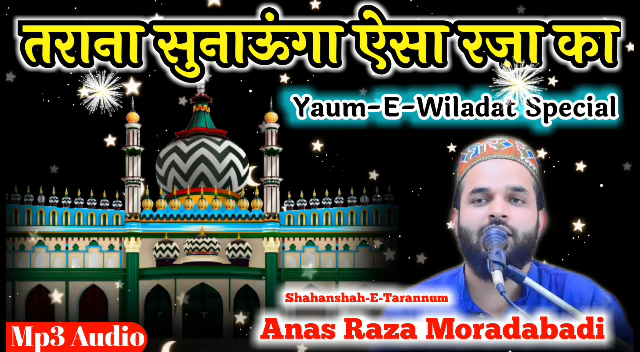 तराना सुनाऊंगा ऐसा रज़ा का
Yaum-E-Wiladat Special
Shahanshah-E-Tarannum
Anas Raza Moradabadi
Mp3 Audio